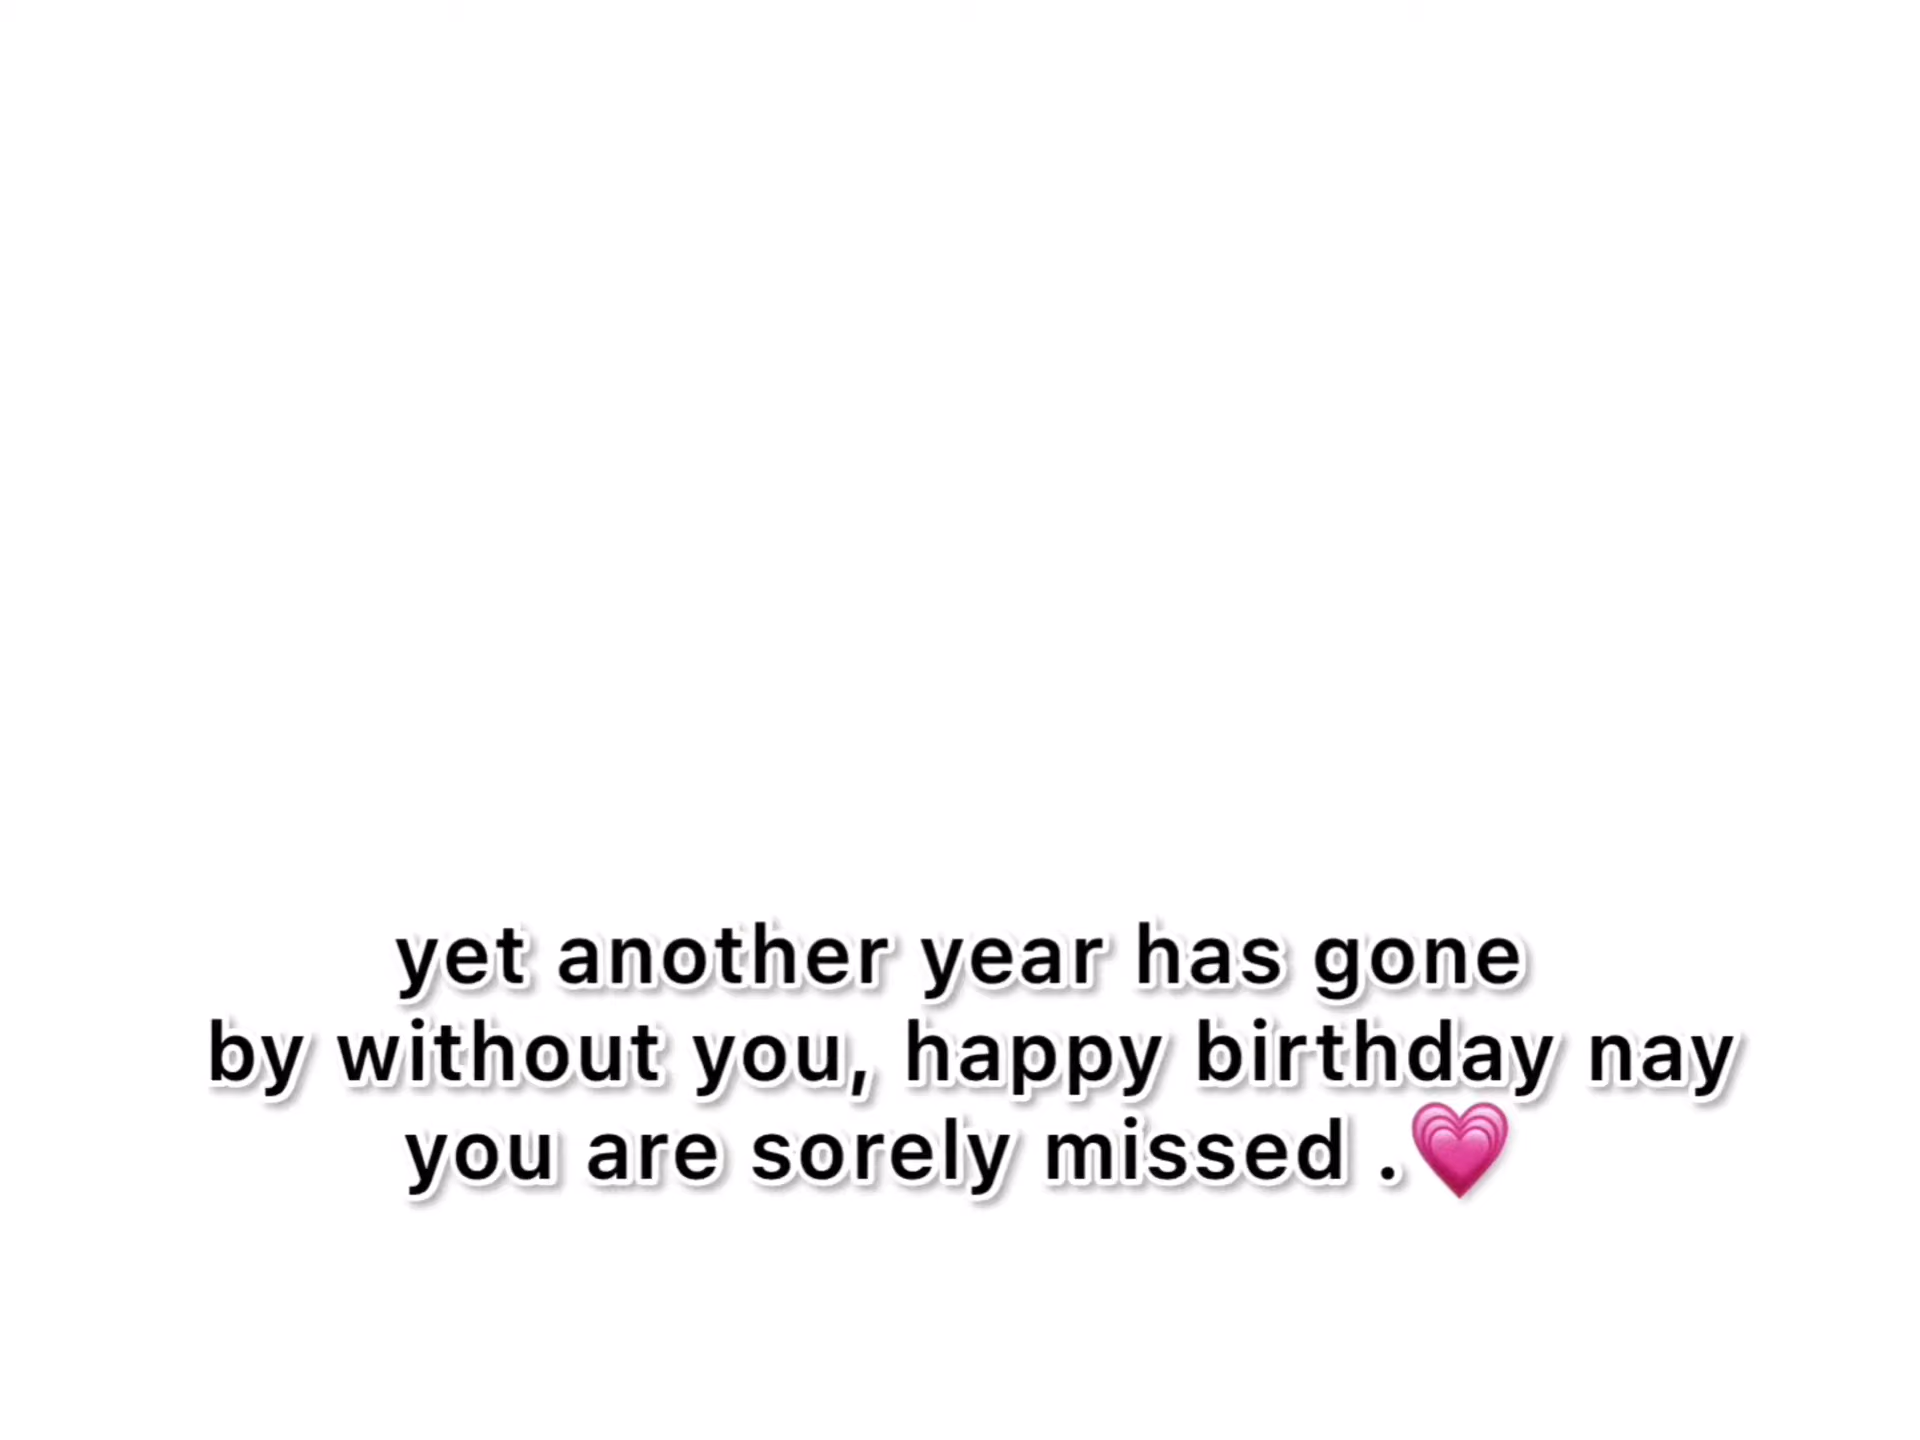 yet another year has gone
by without you, happy birthday nay
you are sorely missed .💗